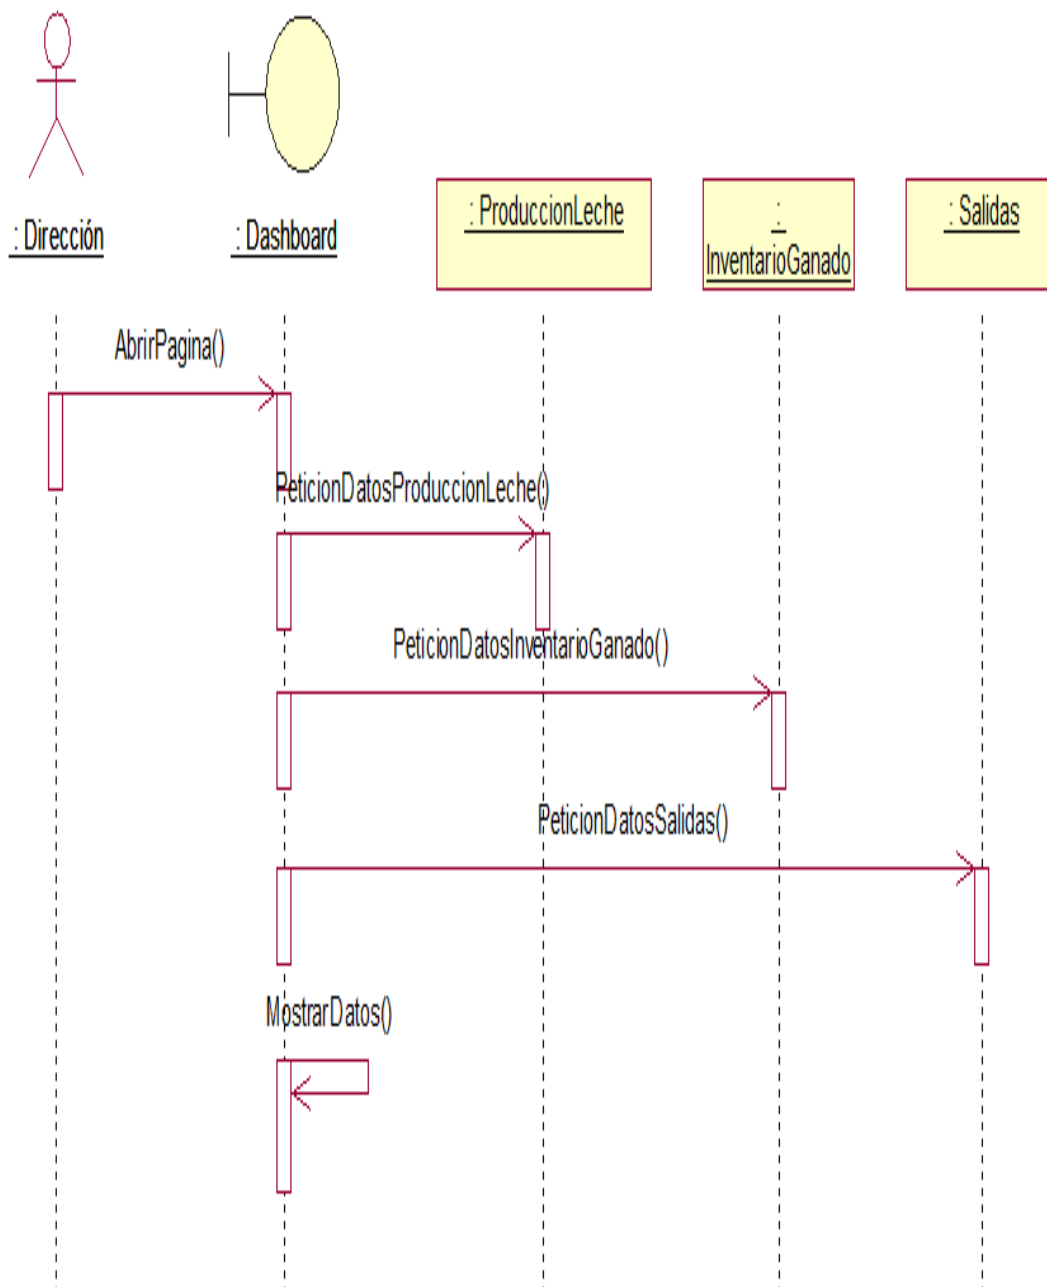 : Dirección
: Dashboard
: ProduccionLeche
:
InventarioGanado
: Salidas
AbrirPagina()
PeticionDatosProduccionLeche()
PeticionDatosInventarioGanado()
PeticionDatosSalidas()
MostrarDatos()